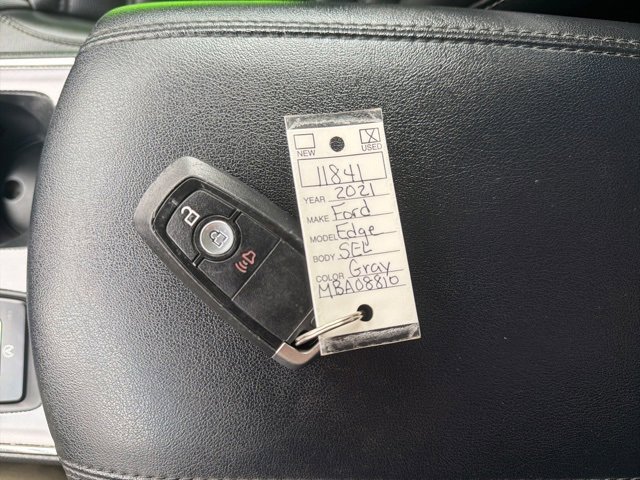 X
NEW USED
11841
YEAR 2021
MAKE Ford
MODEL Edge
BODY SEL
COLOR Gray
MBA08810